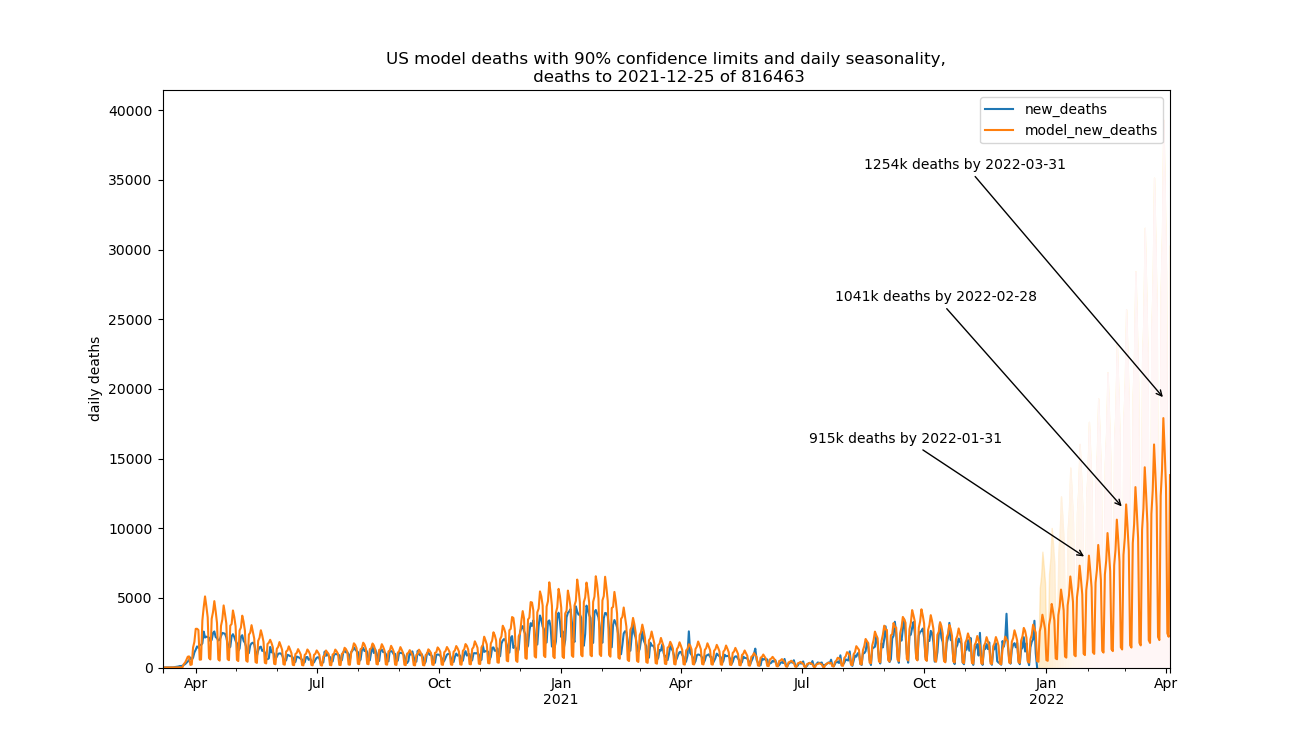 US model deaths with 90% confidence limits and daily seasonality,
deaths to 2021-12-25 of 816463
new_deaths
model_new_deaths
1254k deaths by 2022-03-31
1041k deaths by 2022-02-28
915k deaths by 2022-01-31
daily deaths
40000
35000
30000
25000
20000
15000
10000
5000
0
Apr Jul Oct Jan Apr Jul Oct Jan Apr
2021 2022